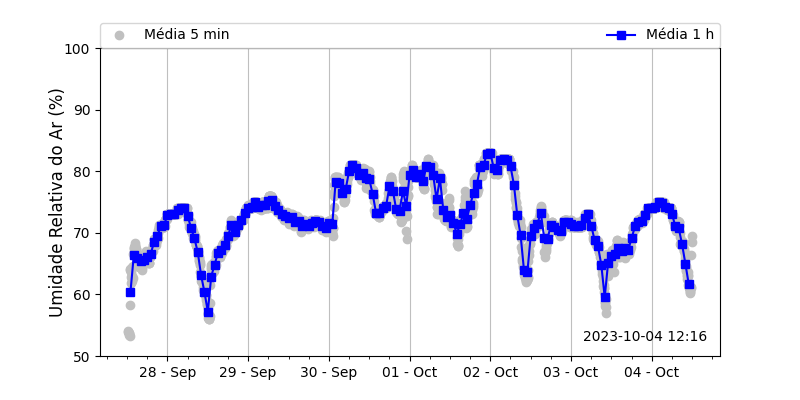 Média 5 min
Média 1 h
Umidade Relativa do Ar (%)
100
90
80
70
60
50
2023-10-04 12:16
28 - Sep
29 - Sep
30 - Sep
01 - Oct
02 - Oct
03 - Oct
04 - Oct